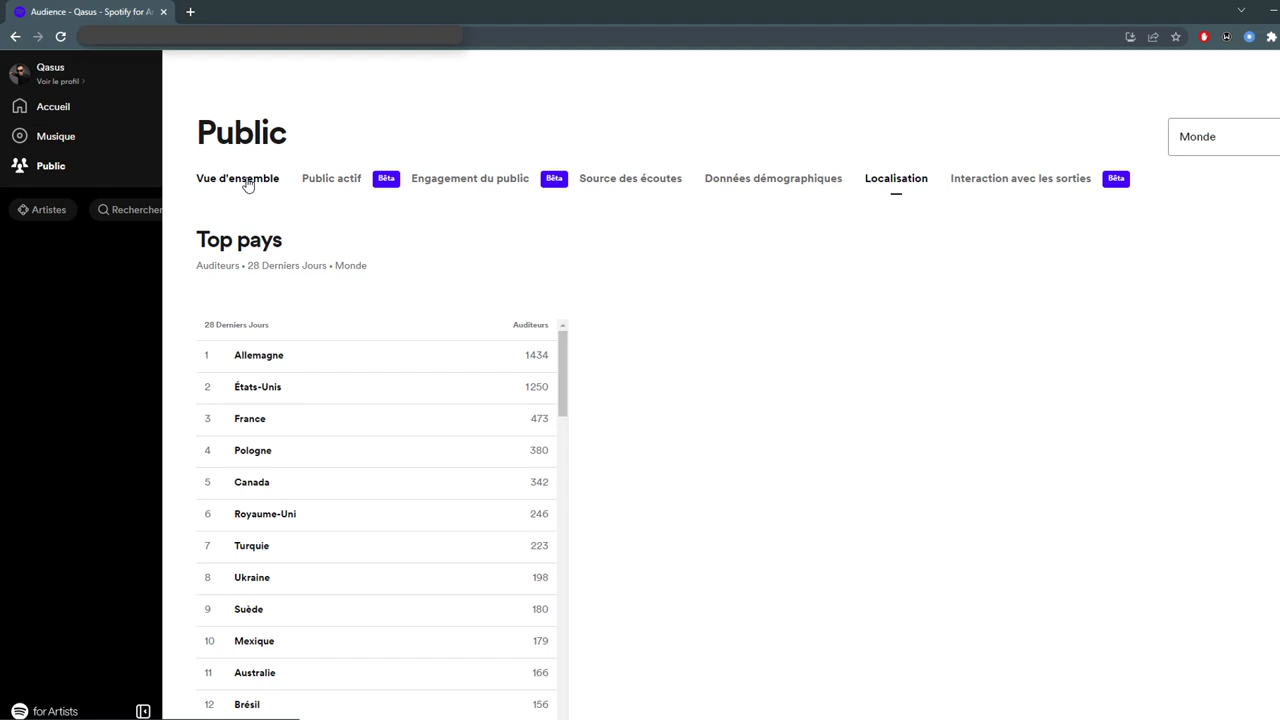 Audience - Qasus - Spotify for Ar
Qasus
Voir le profil
Accueil
Musique
Public
Artistes
Rechercher
Public
Monde
Vue d'ensemble
Public actif
Bêta
Engagement du public
Bêta
Source des écoutes
Données démographiques
Localisation
Interaction avec les sorties
Bêta
Top pays
Auditeurs • 28 Derniers Jours • Monde
28 Derniers Jours Auditeurs
1 Allemagne 1434
2 États-Unis 1250
3 France 473
4 Pologne 380
5 Canada 342
6 Royaume-Uni 246
7 Turquie 223
8 Ukraine 198
9 Suède 180
10 Mexique 179
11 Australie 166
12 Brésil 156
for Artists